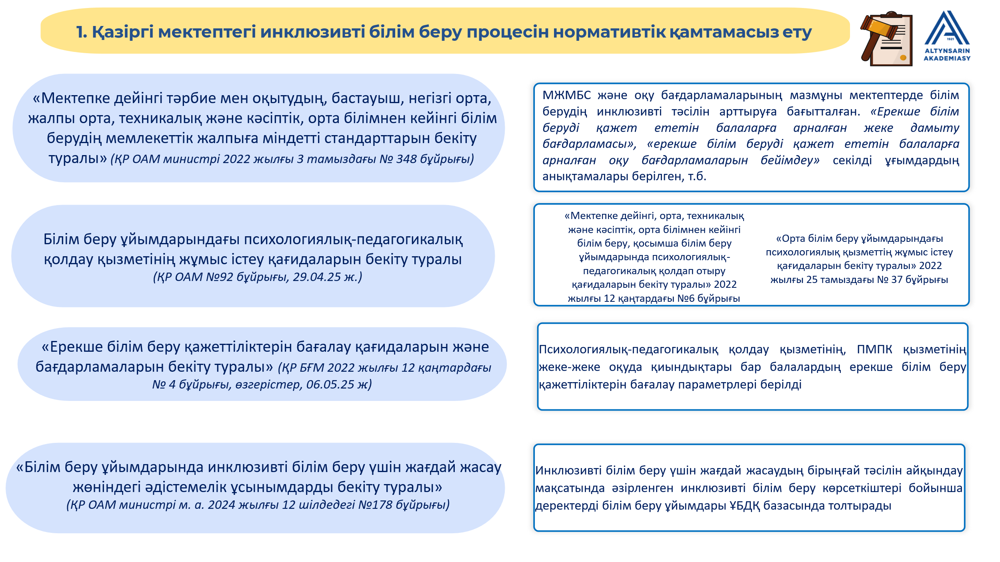 1. Қазіргі мектептегі инклюзивті білім беру процесін нормативтік қамтамасыз ету
1921
ALTYNSARIN
AKADEMIASY
«Мектепке дейінгі тәрбие мен оқытудың, бастауыш, негізгі орта,
жалпы орта, техникалық және кәсіптік, орта білімнен кейінгі білім
берудің мемлекеттік жалпыға міндетті стандарттарын бекіту
туралы» (ҚР ОАМ министрі 2022 жылғы 3 тамыздағы № 348 бұйрығы)
МЖМБС және оқу бағдарламаларының мазмұны мектептерде білім
берудің инклюзивті тәсілін арттыруға бағытталған. «Ерекше білім
беруді қажет ететін балаларға арналған жеке дамыту
бағдарламасы», «ерекше білім беруді қажет ететін балаларға
арналған оқу бағдарламаларын бейімдеу» секілді ұғымдардың
анықтамалары берілген, т.б.
Білім беру ұйымдарындағы психологиялық-педагогикалық
қолдау қызметінің жұмыс істеу қағидаларын бекіту туралы
(ҚР ОАМ №92 бұйрығы, 29.04.25 ж.)
«Мектепке дейінгі, орта, техникалық
және кәсіптік, орта білімнен кейінгі
білім беру, қосымша білім беру
ұйымдарында психологиялық-
педагогикалық қолдап отыру
қағидаларын бекіту туралы» 2022
жылғы 12 қаңтардағы №6 бұйрығы
«Орта білім беру ұйымдарындағы
психологиялық қызметтің жұмыс істеу
қағидаларын бекіту туралы» 2022
жылғы 25 тамыздағы № 37 бұйрығы
«Ерекше білім беру қажеттіліктерін бағалау қағидаларын және
бағдарламаларын бекіту туралы» (ҚР БҒМ 2022 жылғы 12 қаңтардағы
№ 4 бұйрығы, өзгерістер, 06.05.25 ж)
Психологиялық-педагогикалық қолдау қызметінің, ПМПК қызметінің
жеке-жеке оқуда қиындықтары бар балалардың ерекше білім беру
қажеттіліктерін бағалау параметрлері берілді
«Білім беру ұйымдарында инклюзивті білім беру үшін жағдай жасау
жөніндегі әдістемелік ұсынымдарды бекіту туралы»
(ҚР ОАМ министрі м. а. 2024 жылғы 12 шілдедегі №178 бұйрығы)
Инклюзивті білім беру үшін жағдай жасаудың бірыңғай тәсілін айқындау
мақсатында әзірленген инклюзивті білім беру көрсеткіштері бойынша
деректерді білім беру ұйымдары ҰБДҚ базасында толтырады